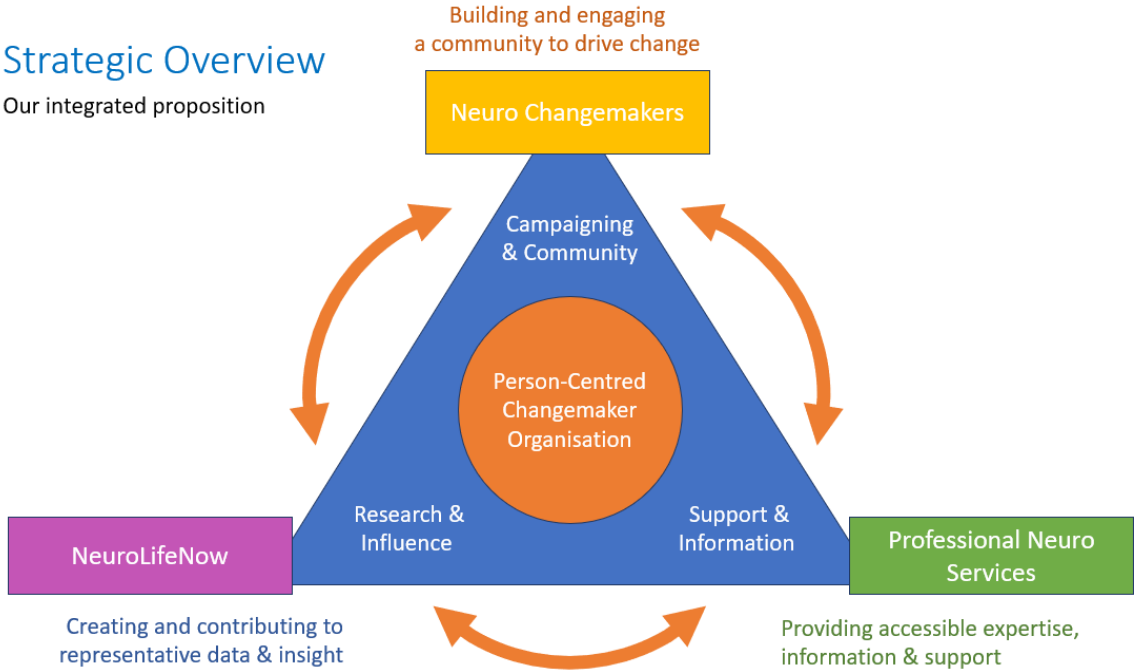 Building and engaging
a community to drive change
Strategic Overview
Our integrated proposition
Neuro Changemakers
Campaigning
& Community
Person-Centred
Changemaker
Organisation
Research &
Influence
Support &
Information
NeuroLifeNow
Professional Neuro
Services
Creating and contributing to
representative data & insight
Providing accessible expertise,
information & support